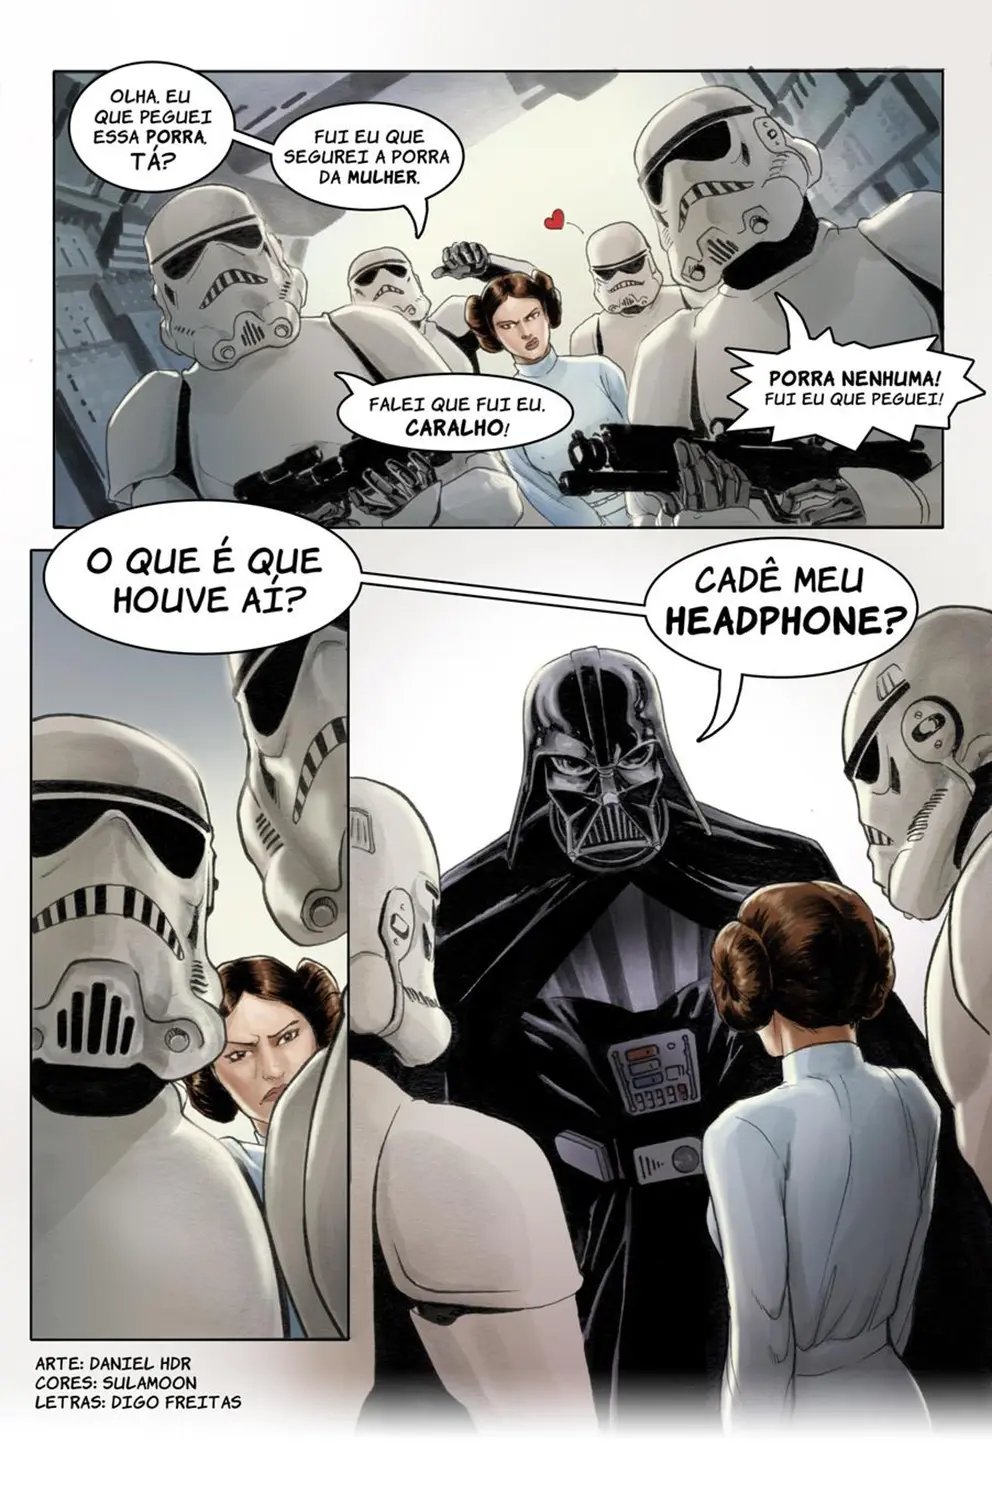 OLHA, EU
QUE PEGUEI
ESSA PORRA,
TÁ?
FUI EU QUE
SEGUREI A PORRA
DA MULHER.
FALEI QUE FUI EU,
CARALHO!
PORRA NENHUMA!
FUI EU QUE PEGUEI!
O QUE É QUE
HOUVE AÍ?
CADÊ MEU
HEADPHONE?
ARTE: DANIEL HDR
CORES: SULAMOON
LETRAS: DIGO FREITAS